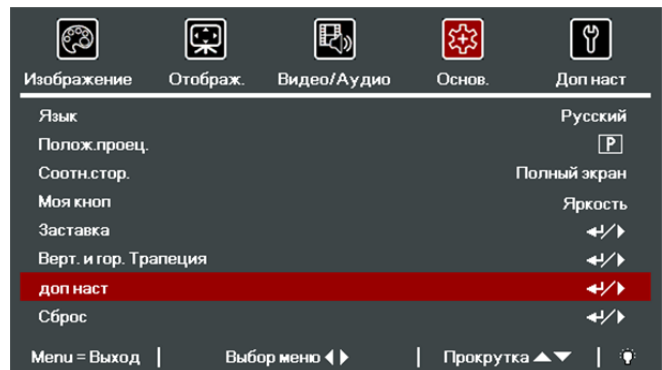 Изображение Отображ. Видео/Аудио Основ. Доп наст
Язык Русский
Полож.проец. P
Соотн.стор. Полный экран
Моя кноп Яркость
Заставка
Верт. и гор. Трапеция
доп наст
Сброс
Menu = Выход | Выбор меню | Прокрутка |